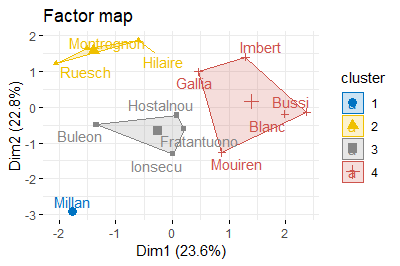 Factor map
Dim2 (22.8%)
2
1
0
-1
-2
-3
Montregnon
Hilaire
Ruesch
Imbert
Gallia
Hostalnou
Bussi
Buleon
Blanc
Fratantuono
Ionsecu
Mouiren
Millan
-2
-1
0
1
2
Dim1 (23.6%)
cluster
a 1
a 2
a 3
a 4